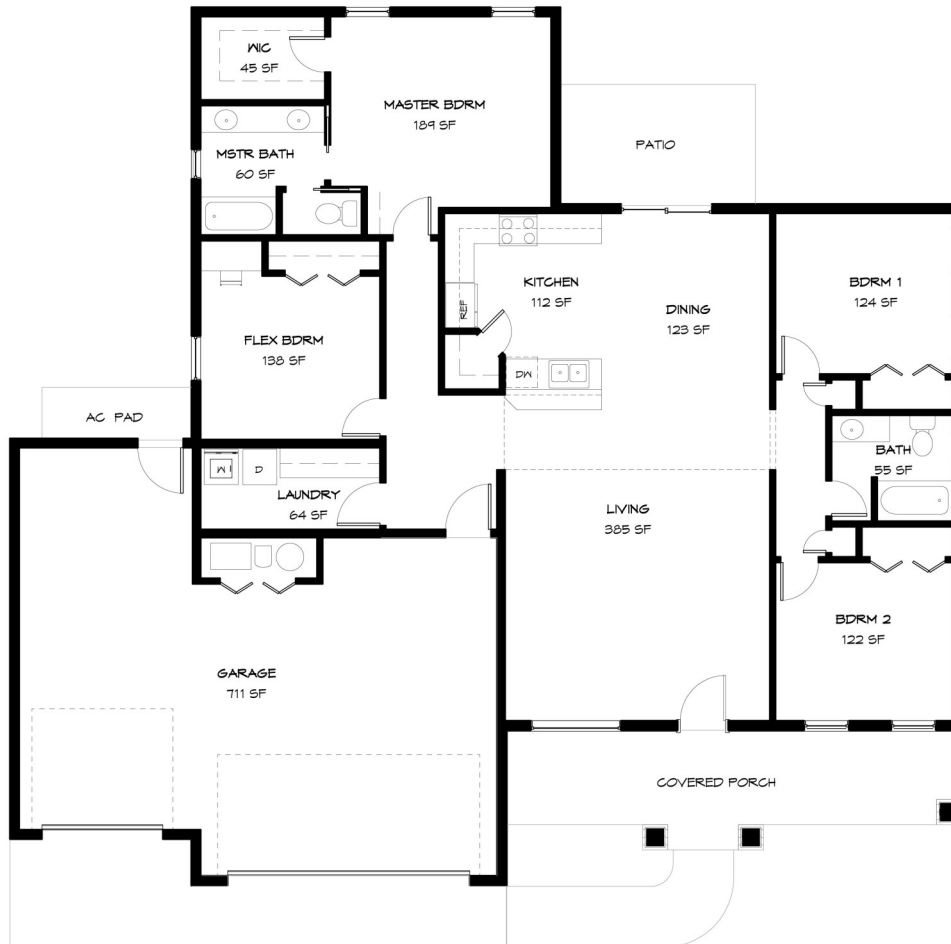 WIC
45 SF
MASTER BDRM
189 SF
MSTR BATH
60 SF
PATIO
KITCHEN
112 SF
BDRM 1
124 SF
REF
DINING
123 SF
FLEX BDRM
138 SF
DW
AC PAD
W
D
BATH
55 SF
LAUNDRY
64 SF
LIVING
385 SF
BDRM 2
122 SF
GARAGE
711 SF
COVERED PORCH